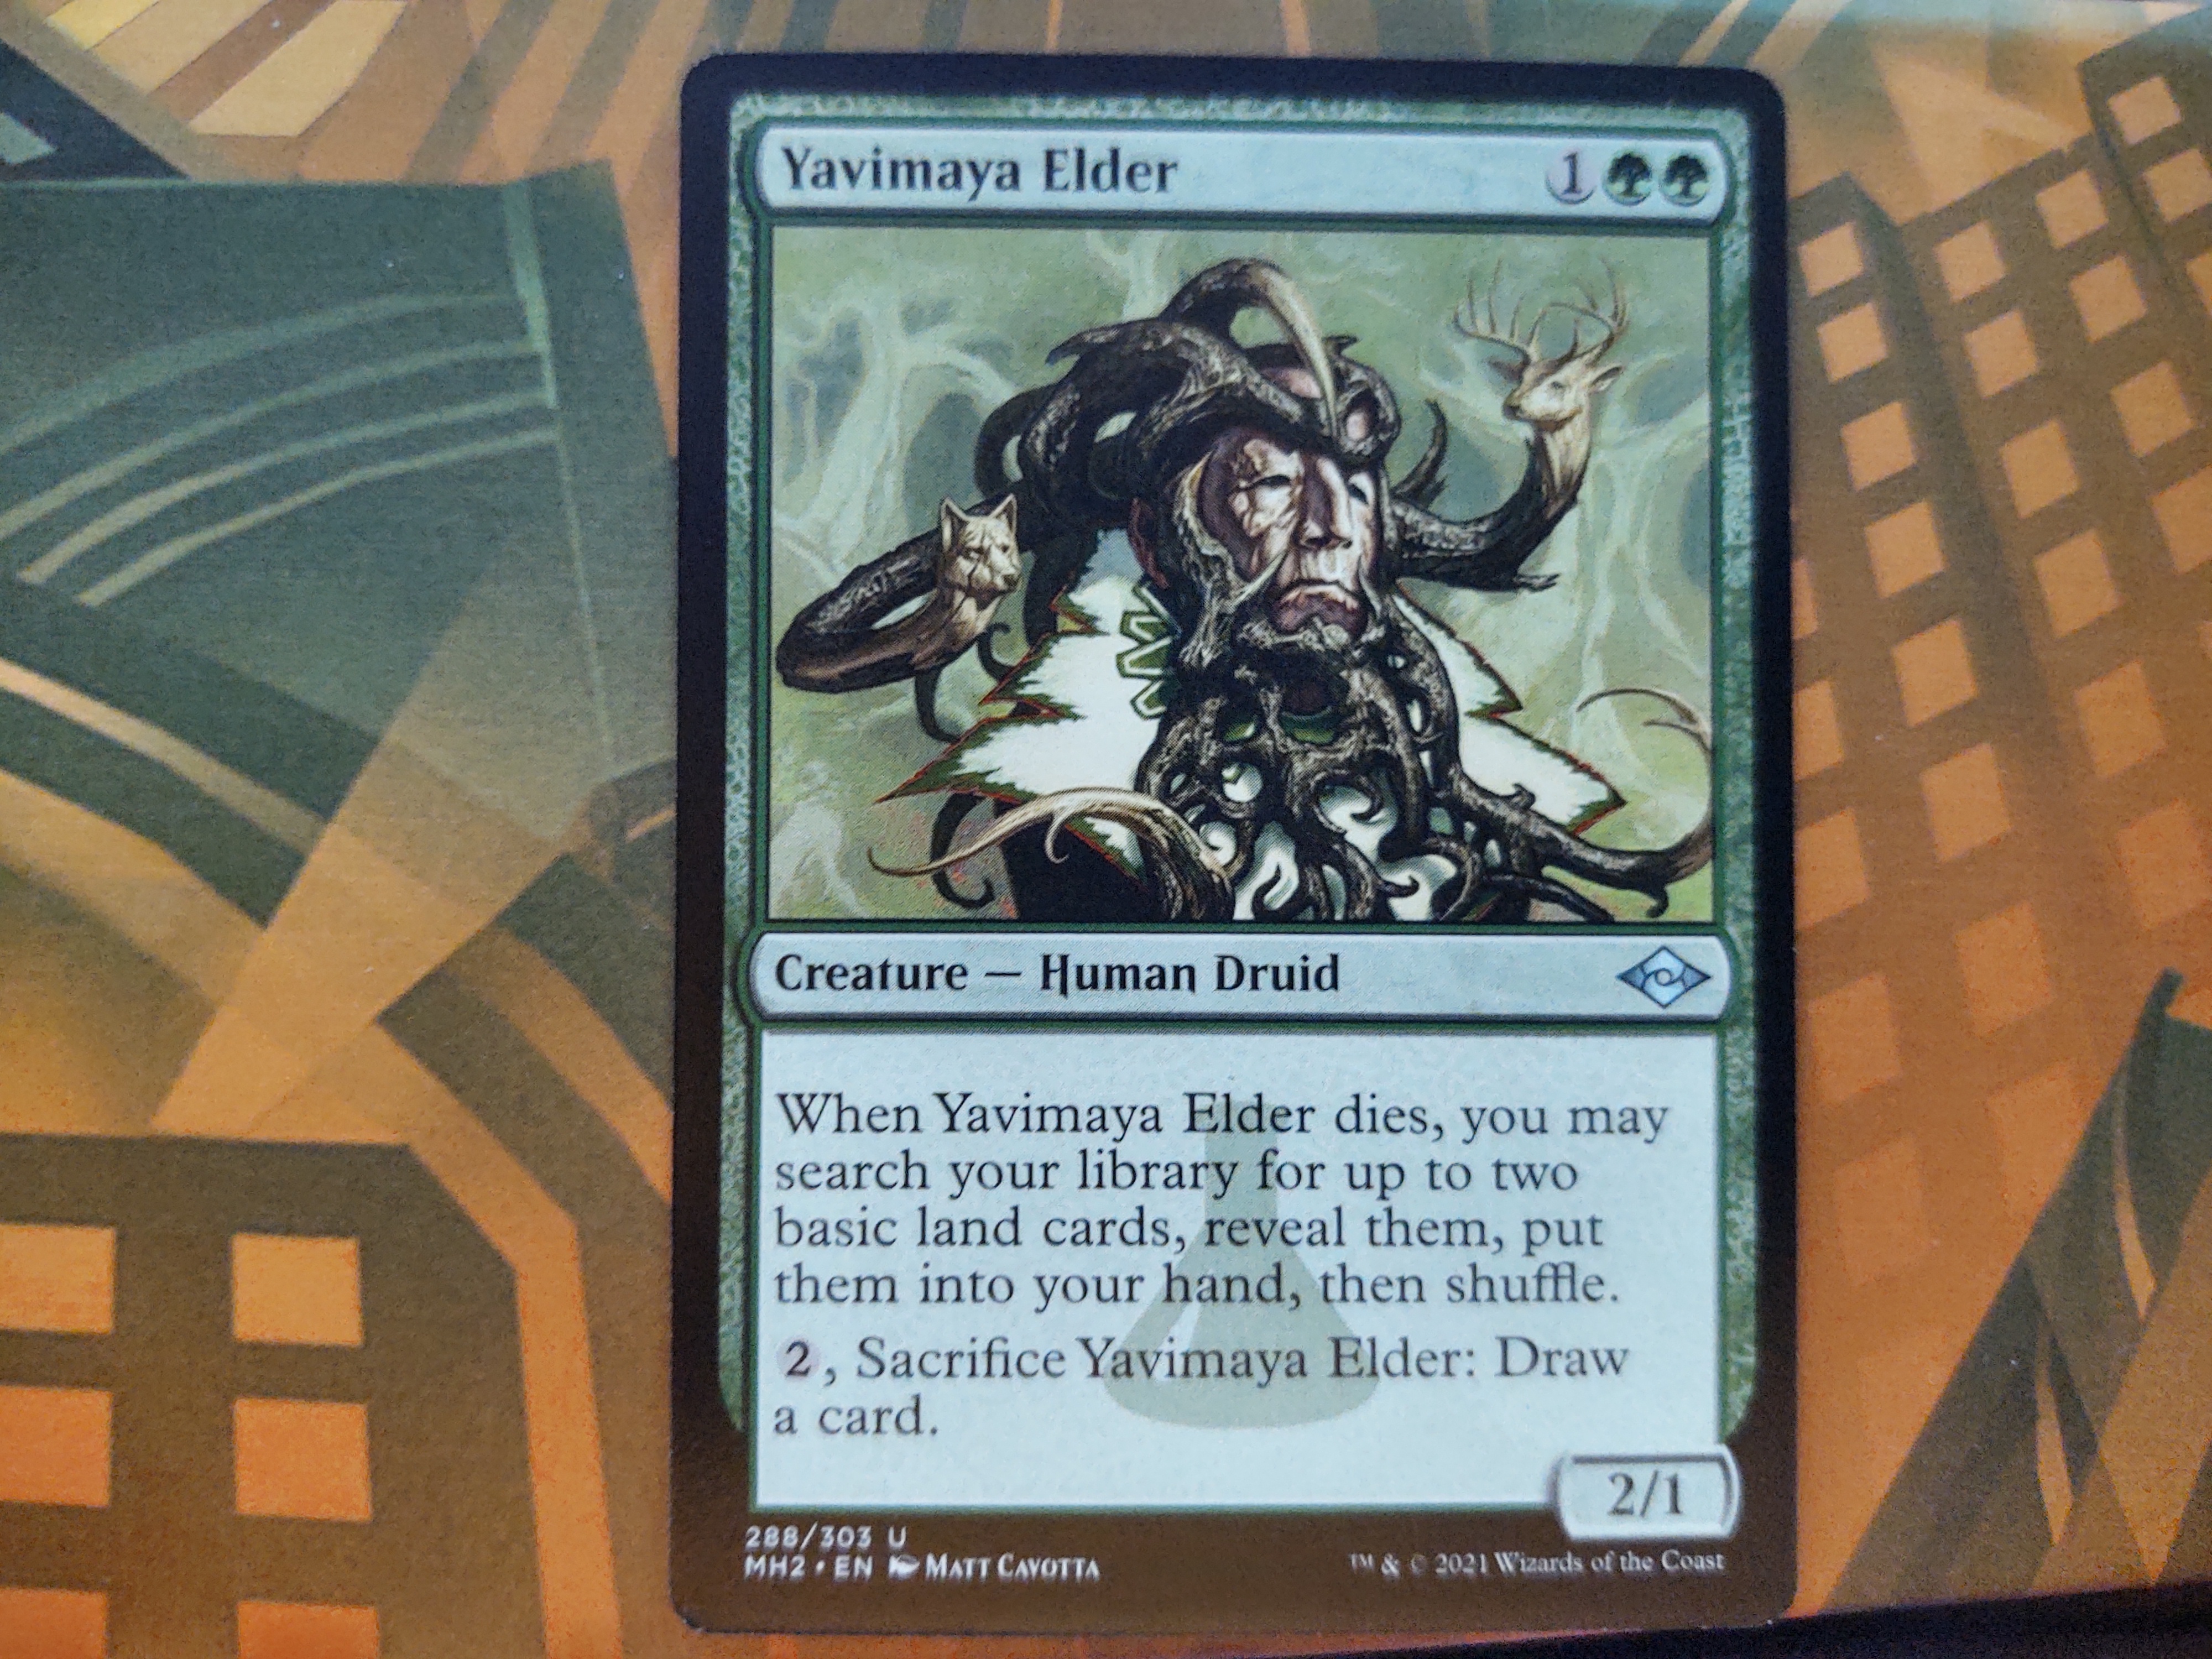 Yavimaya Elder 1
Creature — Human Druid
When Yavimaya Elder dies, you may
search your library for up to two
basic land cards, reveal them, put
them into your hand, then shuffle.
2, Sacrifice Yavimaya Elder: Draw
a card.
2/1
288/303 U
MH2 • EN Matt Cavotta
™ & © 2021 Wizards of the Coast